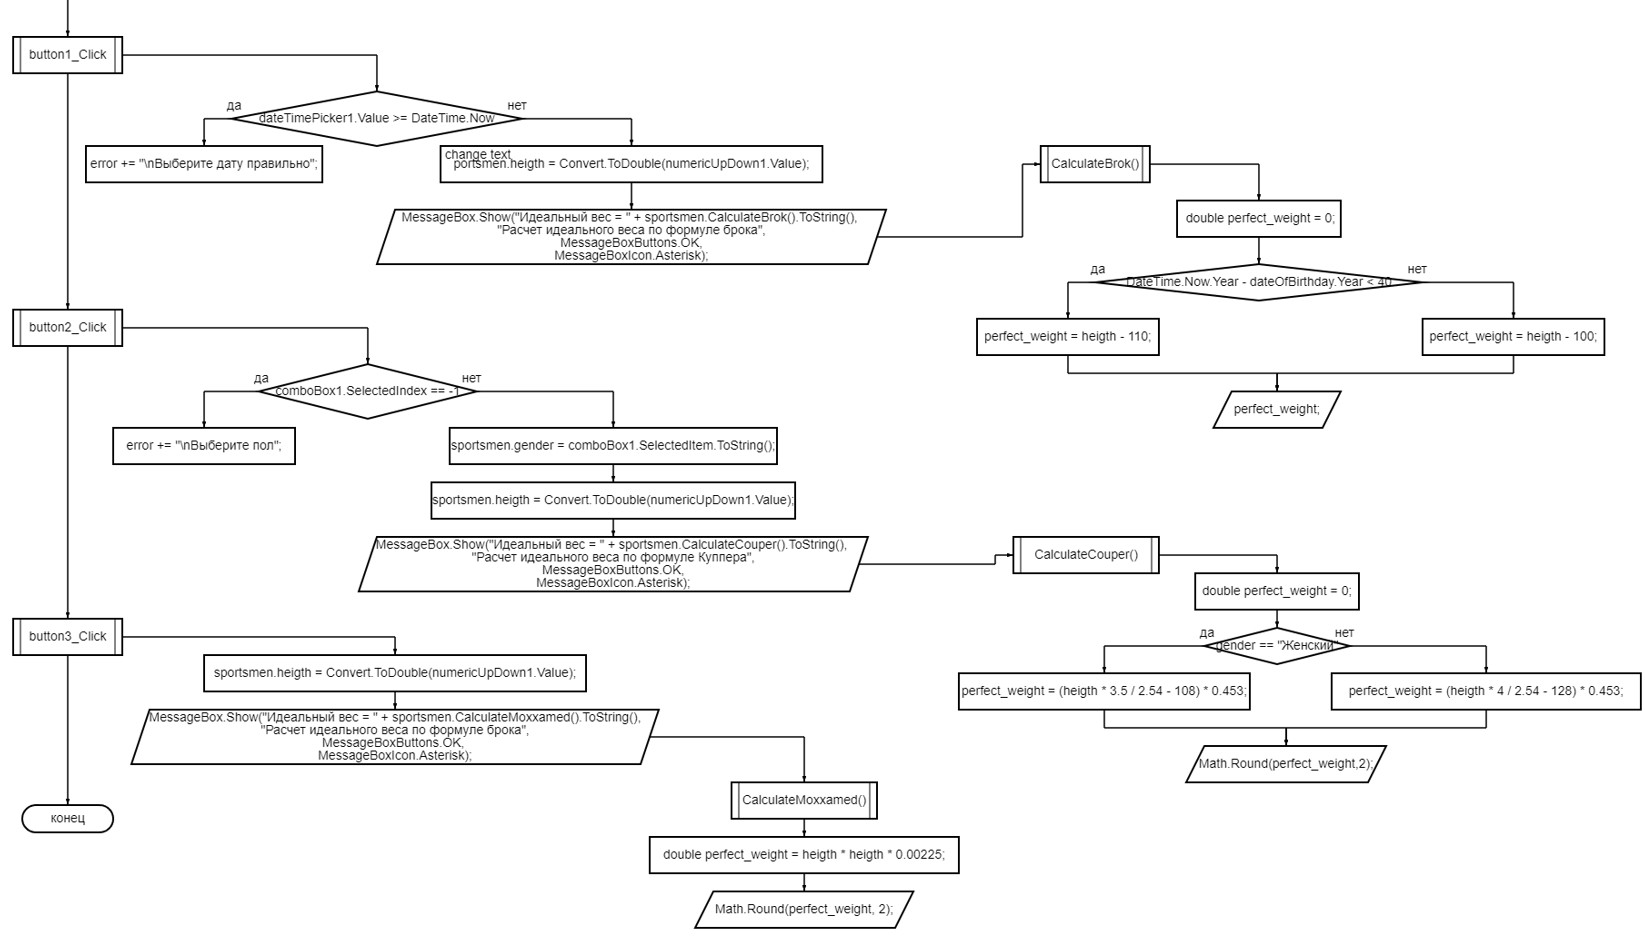 button1_Click
да
нет
dateTimePicker1.Value >= DateTime.Now
error += "\nВыберите дату правильно";
change text
portsmen.heigth = Convert.ToDouble(numericUpDown1.Value);
MessageBox.Show("Идеальный вес = " + sportsmen.CalculateBrok().ToString(),
"Расчет идеального веса по формуле брока",
MessageBoxButtons.OK,
MessageBoxIcon.Asterisk);
CalculateBrok()
double perfect_weight = 0;
да
нет
DateTime.Now.Year - dateOfBirthday.Year < 40
perfect_weight = heigth - 110;
perfect_weight = heigth - 100;
perfect_weight;
button2_Click
да
нет
comboBox1.SelectedIndex == -1
error += "\nВыберите пол";
sportsmen.gender = comboBox1.SelectedItem.ToString();
sportsmen.heigth = Convert.ToDouble(numericUpDown1.Value);
MessageBox.Show("Идеальный вес = " + sportsmen.CalculateCouper().ToString(),
"Расчет идеального веса по формуле Куппера",
MessageBoxButtons.OK,
MessageBoxIcon.Asterisk);
CalculateCouper()
double perfect_weight = 0;
да
нет
gender == "Женский"
perfect_weight = (heigth * 3.5 / 2.54 - 108) * 0.453;
perfect_weight = (heigth * 4 / 2.54 - 128) * 0.453;
Math.Round(perfect_weight,2);
button3_Click
sportsmen.heigth = Convert.ToDouble(numericUpDown1.Value);
MessageBox.Show("Идеальный вес = " + sportsmen.CalculateMoxxamed().ToString(),
"Расчет идеального веса по формуле брока",
MessageBoxButtons.OK,
MessageBoxIcon.Asterisk);
CalculateMoxxamed()
double perfect_weight = heigth * heigth * 0.00225;
Math.Round(perfect_weight, 2);
конец